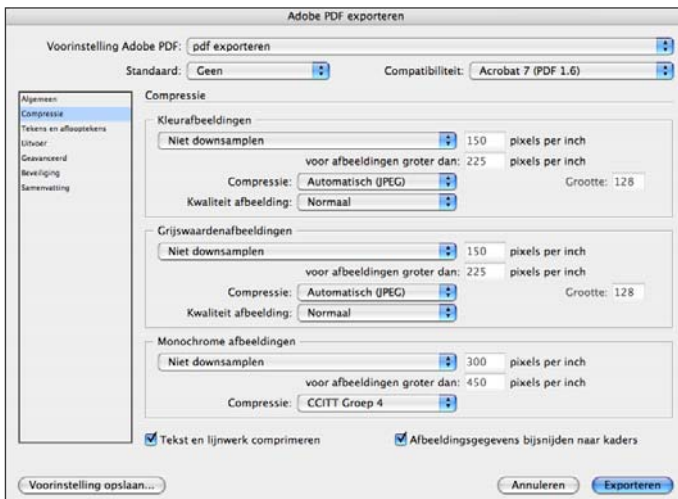 Adobe PDF exporteren
Voorinstelling Adobe PDF: pdf exporteren
Standaard: Geen Compatibiliteit: Acrobat 7 (PDF 1.6)
Algemeen
Compressie
Tekens en aflooptekens
Uitvoer
Geavanceerd
Beveiliging
Samenvatting
Compressie
Kleurafbeeldingen
Niet downsamplen 150 pixels per inch
voor afbeeldingen groter dan: 225 pixels per inch
Compressie: Automatisch (JPEG) Grootte: 128
Kwaliteit afbeelding: Normaal
Grijswaardenafbeeldingen
Niet downsamplen 150 pixels per inch
voor afbeeldingen groter dan: 225 pixels per inch
Compressie: Automatisch (JPEG) Grootte: 128
Kwaliteit afbeelding: Normaal
Monochrome afbeeldingen
Niet downsamplen 300 pixels per inch
voor afbeeldingen groter dan: 450 pixels per inch
Compressie: CCITT Groep 4
Tekst en lijnwerk comprimeren Afbeeldingsgegevens bijsnijden naar kaders
Voorinstelling opslaan... Annuleren Exporteren